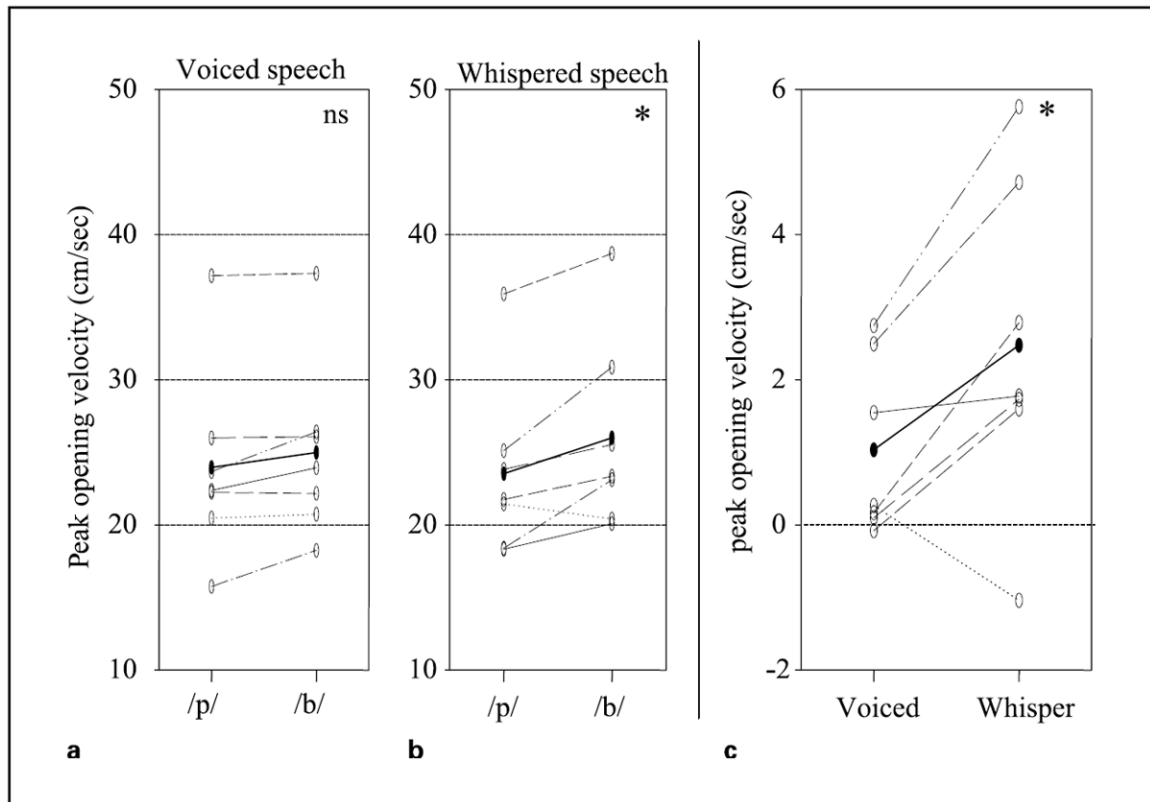 Voiced speech
Whispered speech
50
50
6
ns
*
*
40
40
4
30
30
2
20
20
0
10
10
-2
Peak opening velocity (cm/sec)
peak opening velocity (cm/sec)
/p/
/b/
/p/
/b/
Voiced
Whisper
a
b
c